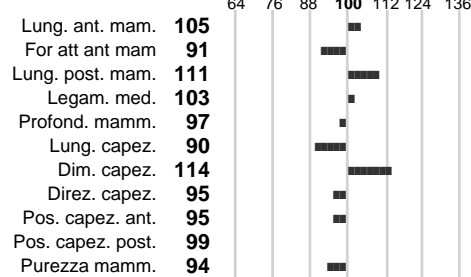 64 76 88 100 112 124 136
Lung. ant. mam. 105
For att ant mam 91
Lung. post. mam. 111
Legam. med. 103
Profond. mamm. 97
Lung. capez. 90
Dim. capez. 114
Direz. capez. 95
Pos. capez. ant. 95
Pos. capez. post. 99
Purezza mamm. 94